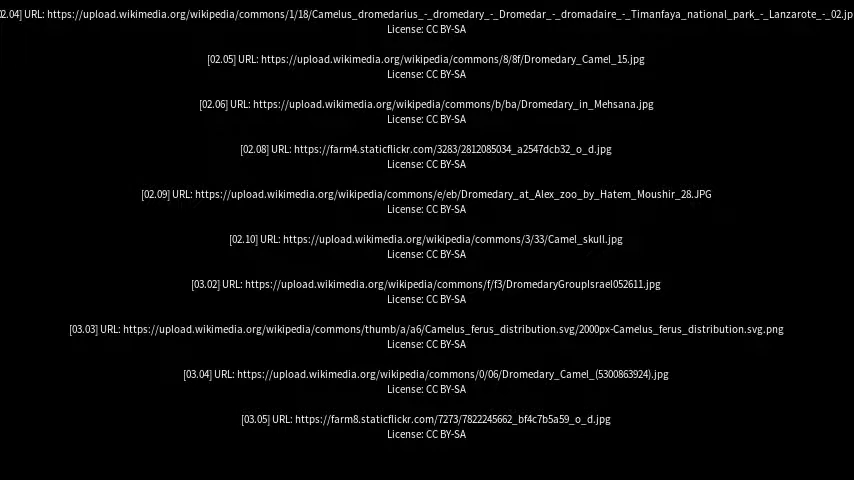 02.04] URL: https://upload.wikimedia.org/wikipedia/commons/1/18/Camelus_dromedarius_-_dromedary_-_Dromedar_-_dromadaire_-_Timanfaya_national_park_-_Lanzarote_-_02.jp
License: CC BY-SA
[02.05] URL: https://upload.wikimedia.org/wikipedia/commons/8/8f/Dromedary_Camel_15.jpg
License: CC BY-SA
[02.06] URL: https://upload.wikimedia.org/wikipedia/commons/b/ba/Dromedary_in_Mehsana.jpg
License: CC BY-SA
[02.08] URL: https://farm4.staticflickr.com/3283/2812085034_a2547dcb32_o_d.jpg
License: CC BY-SA
[02.09] URL: https://upload.wikimedia.org/wikipedia/commons/e/eb/Dromedary_at_Alex_zoo_by_Hatem_Moushir_28.JPG
License: CC BY-SA
[02.10] URL: https://upload.wikimedia.org/wikipedia/commons/3/33/Camel_skull.jpg
License: CC BY-SA
[03.02] URL: https://upload.wikimedia.org/wikipedia/commons/f/f3/DromedaryGroupIsrael052611.jpg
License: CC BY-SA
[03.03] URL: https://upload.wikimedia.org/wikipedia/commons/thumb/a/a6/Camelus_ferus_distribution.svg/2000px-Camelus_ferus_distribution.svg.png
License: CC BY-SA
[03.04] URL: https://upload.wikimedia.org/wikipedia/commons/0/06/Dromedary_Camel_(5300863924).jpg
License: CC BY-SA
[03.05] URL: https://farm8.staticflickr.com/7273/7822245662_bf4c7b5a59_o_d.jpg
License: CC BY-SA